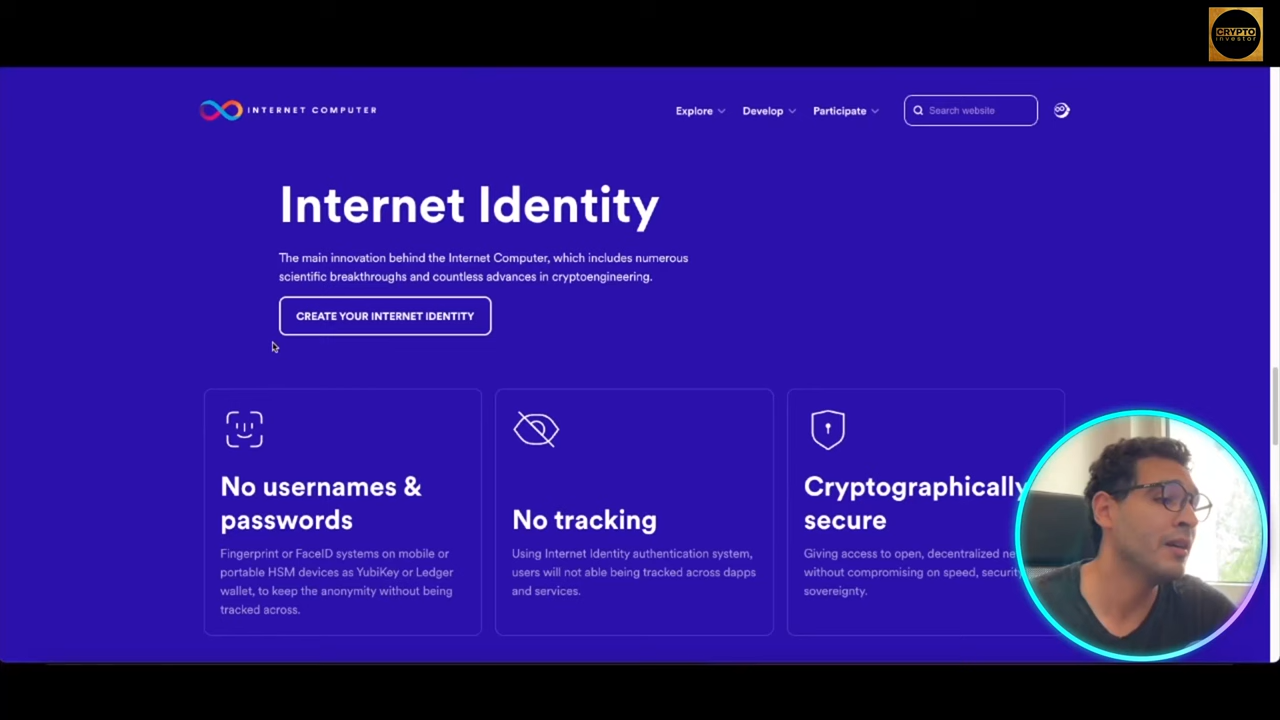 CRYPTO
investor
INTERNET COMPUTER
Explore
Develop
Participate
Search website
Internet Identity
The main innovation behind the Internet Computer, which includes numerous
scientific breakthroughs and countless advances in cryptoengineering.
CREATE YOUR INTERNET IDENTITY
No usernames &
passwords
Fingerprint or FaceID systems on mobile or
portable HSM devices as YubiKey or Ledger
wallet, to keep the anonymity without being
tracked across.
No tracking
Using Internet Identity authentication system,
users will not able being tracked across dapps
and services.
Cryptographically
secure
Giving access to open, decentralized
without compromising on speed, security
sovereignty.